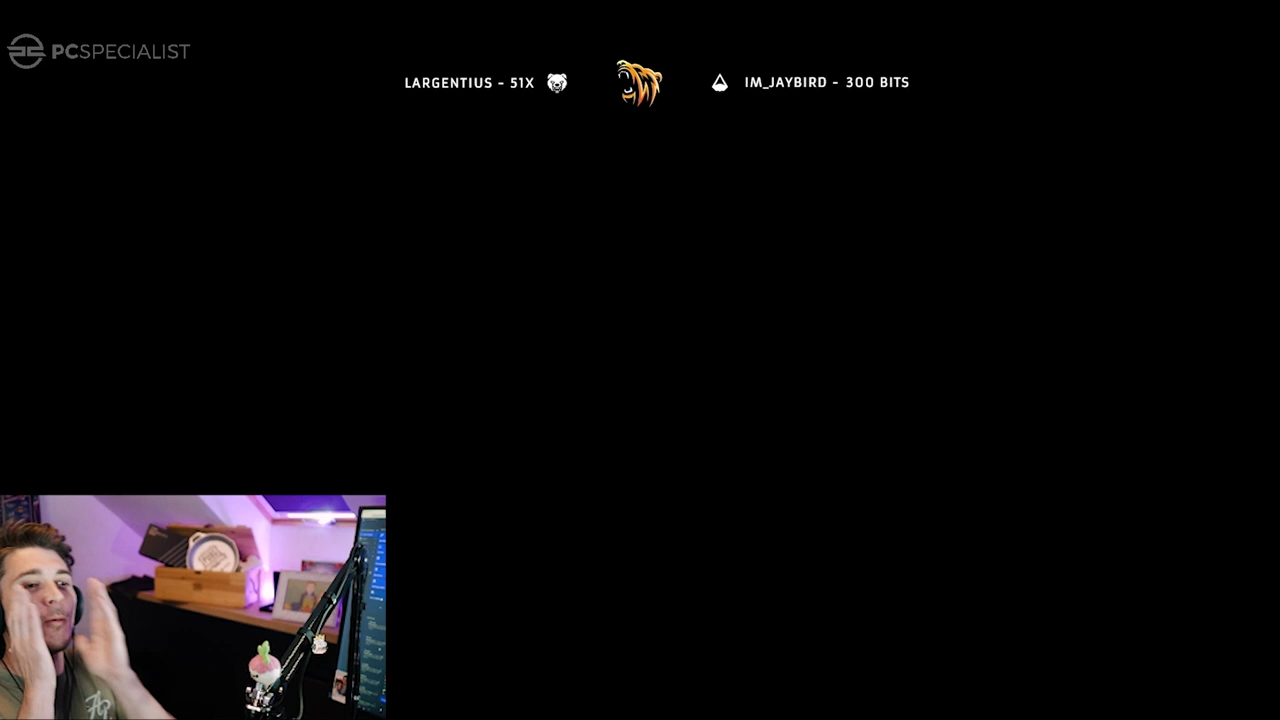 PCSPECIALIST
LARGENTIUS - 51X
IM_JAYBIRD - 300 BITS